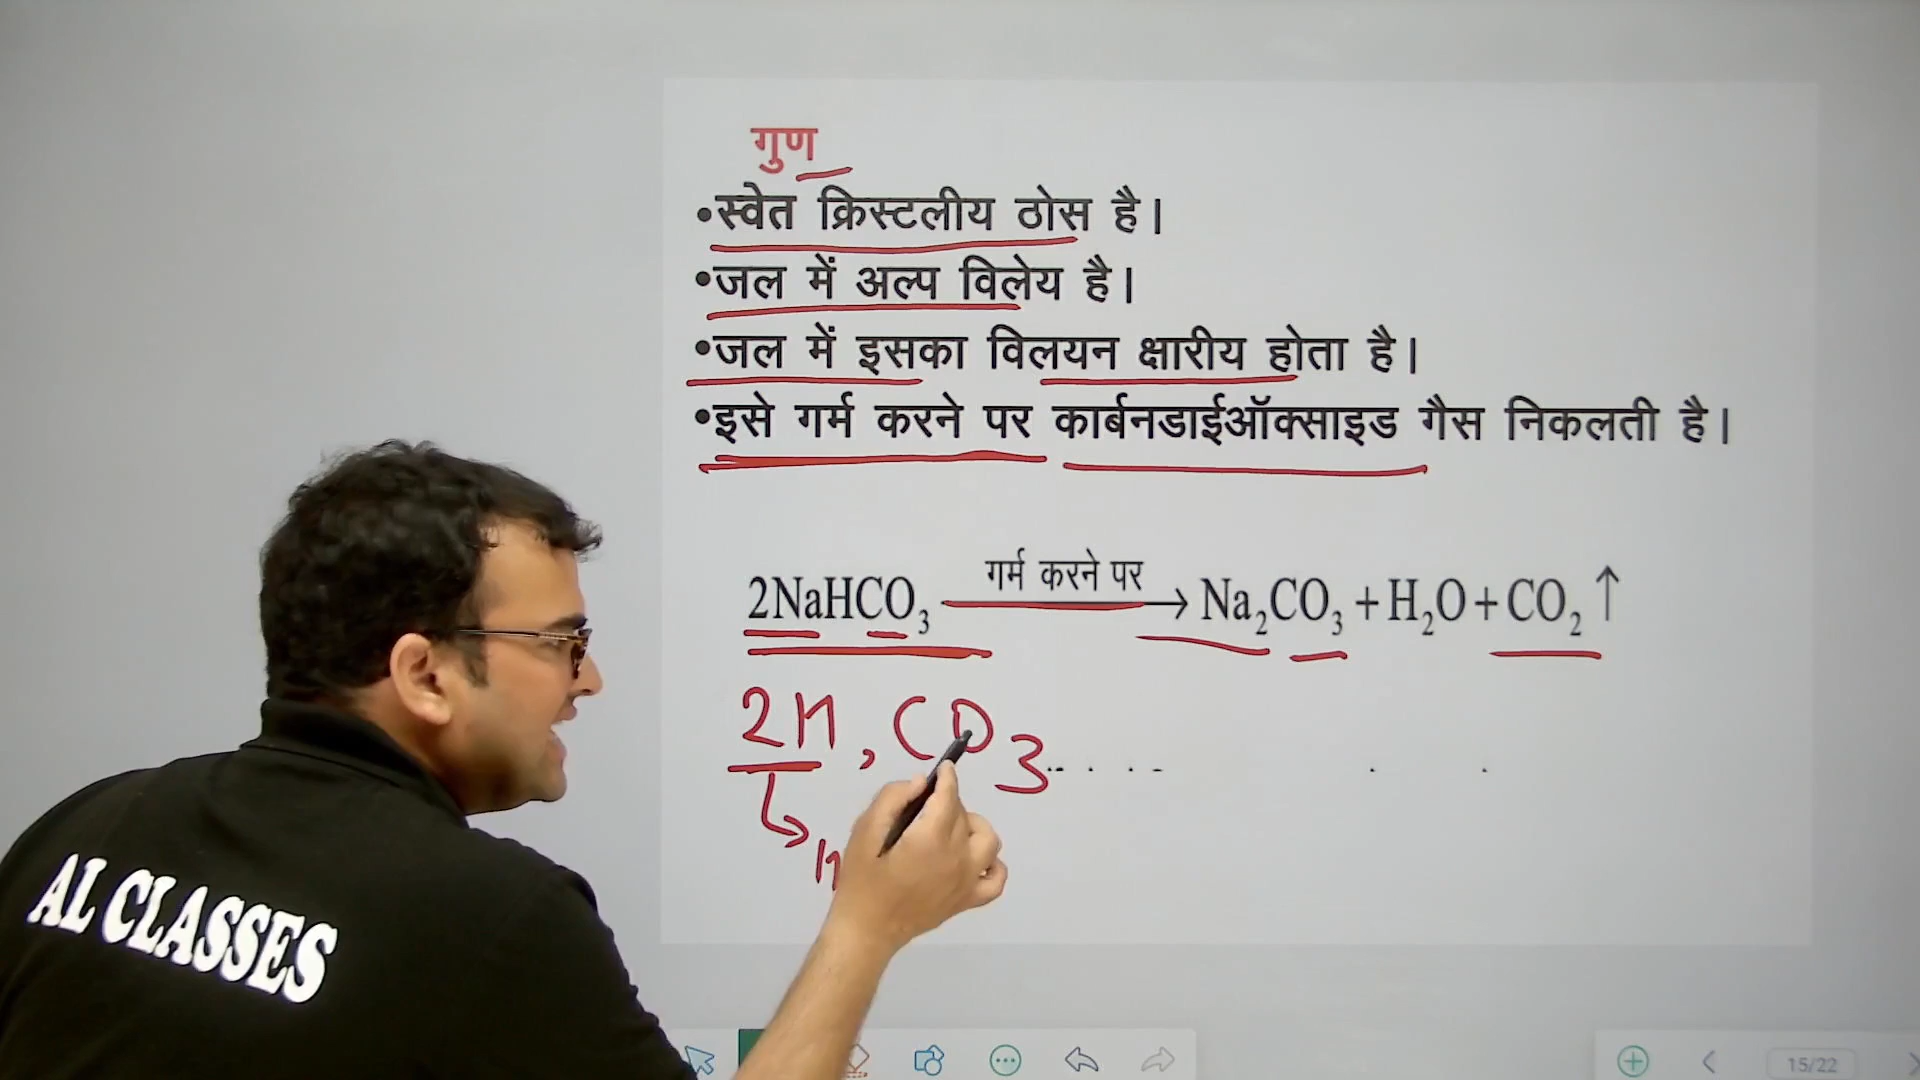 गुण
•स्वेत क्रिस्टलीय ठोस है।
•जल में अल्प विलेय है।
•जल में इसका विलयन क्षारीय होता है।
•इसे गर्म करने पर कार्बनडाईऑक्साइड गैस निकलती है।
2NaHCO₃ गर्म करने पर → Na₂CO₃ + H₂O + CO₂ ↑
2H, CO₃
AL CLASSES
15/22